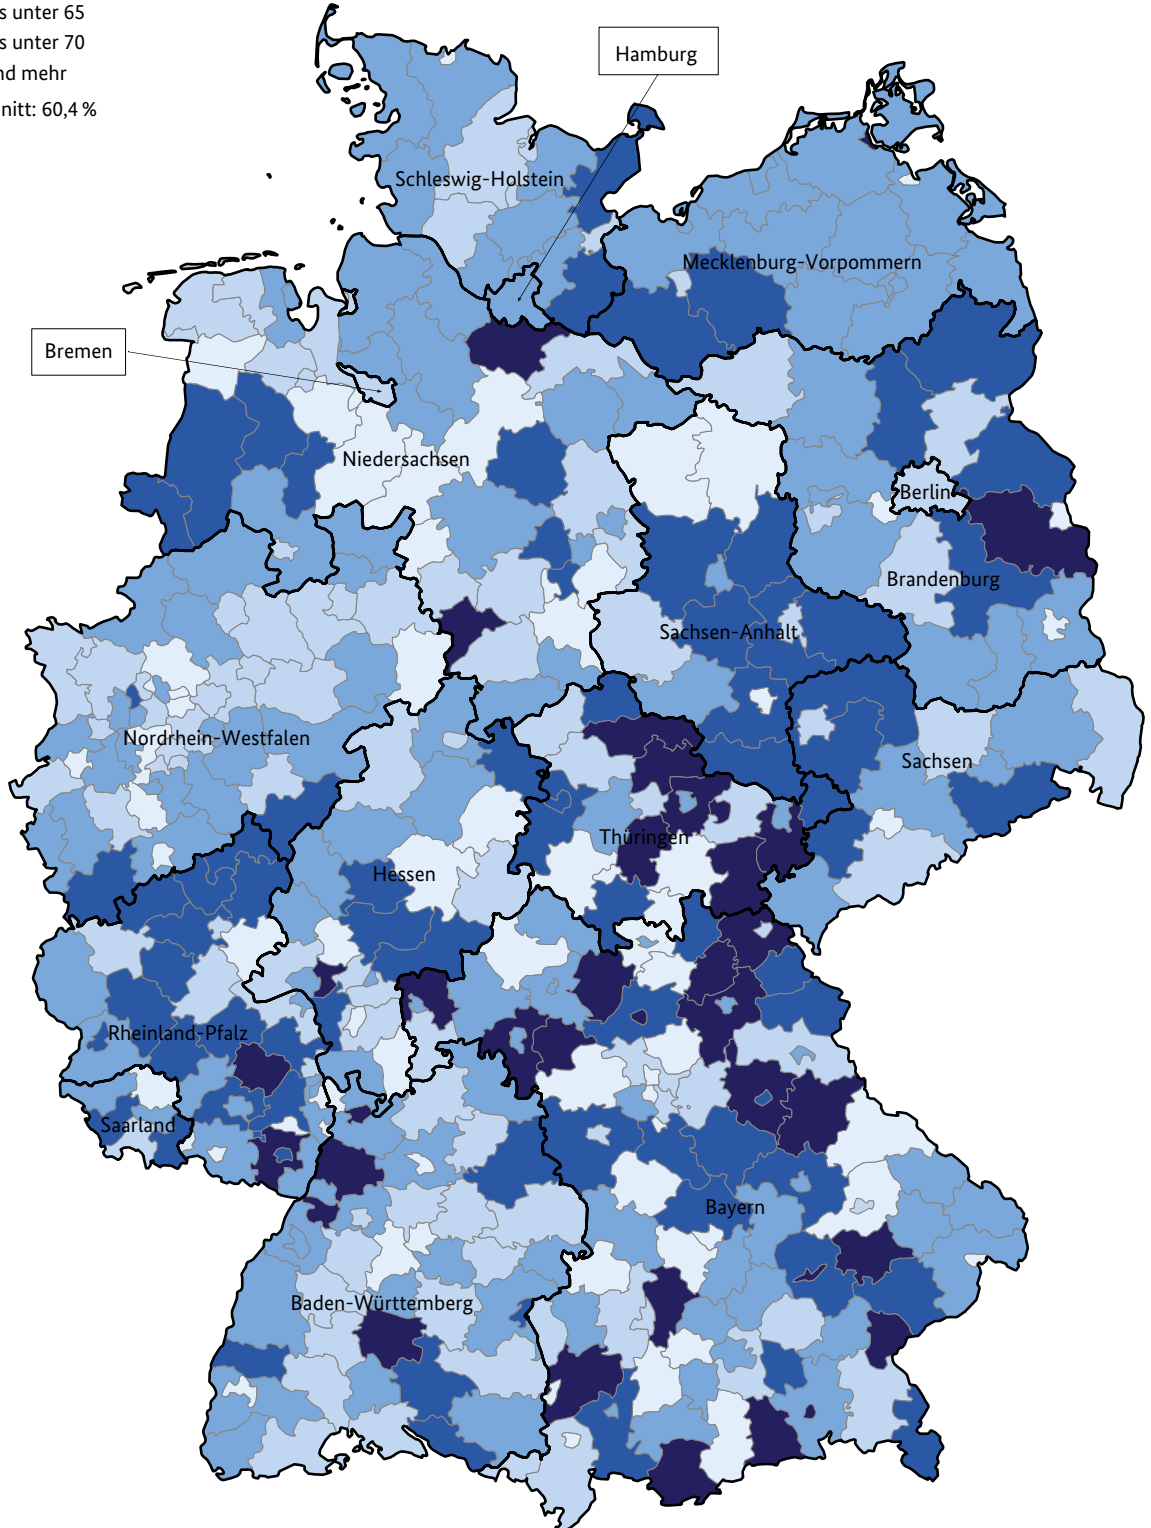 s unter 65
s unter 70
nd mehr
nitt: 60,4 %
Hamburg
Schleswig-Holstein
Mecklenburg-Vorpommern
Bremen
Niedersachsen
Berlin
Brandenburg
Sachsen-Anhalt
Nordrhein-Westfalen
Sachsen
Thüringen
Hessen
Rheinland-Pfalz
Saarland
Bayern
Baden-Württemberg